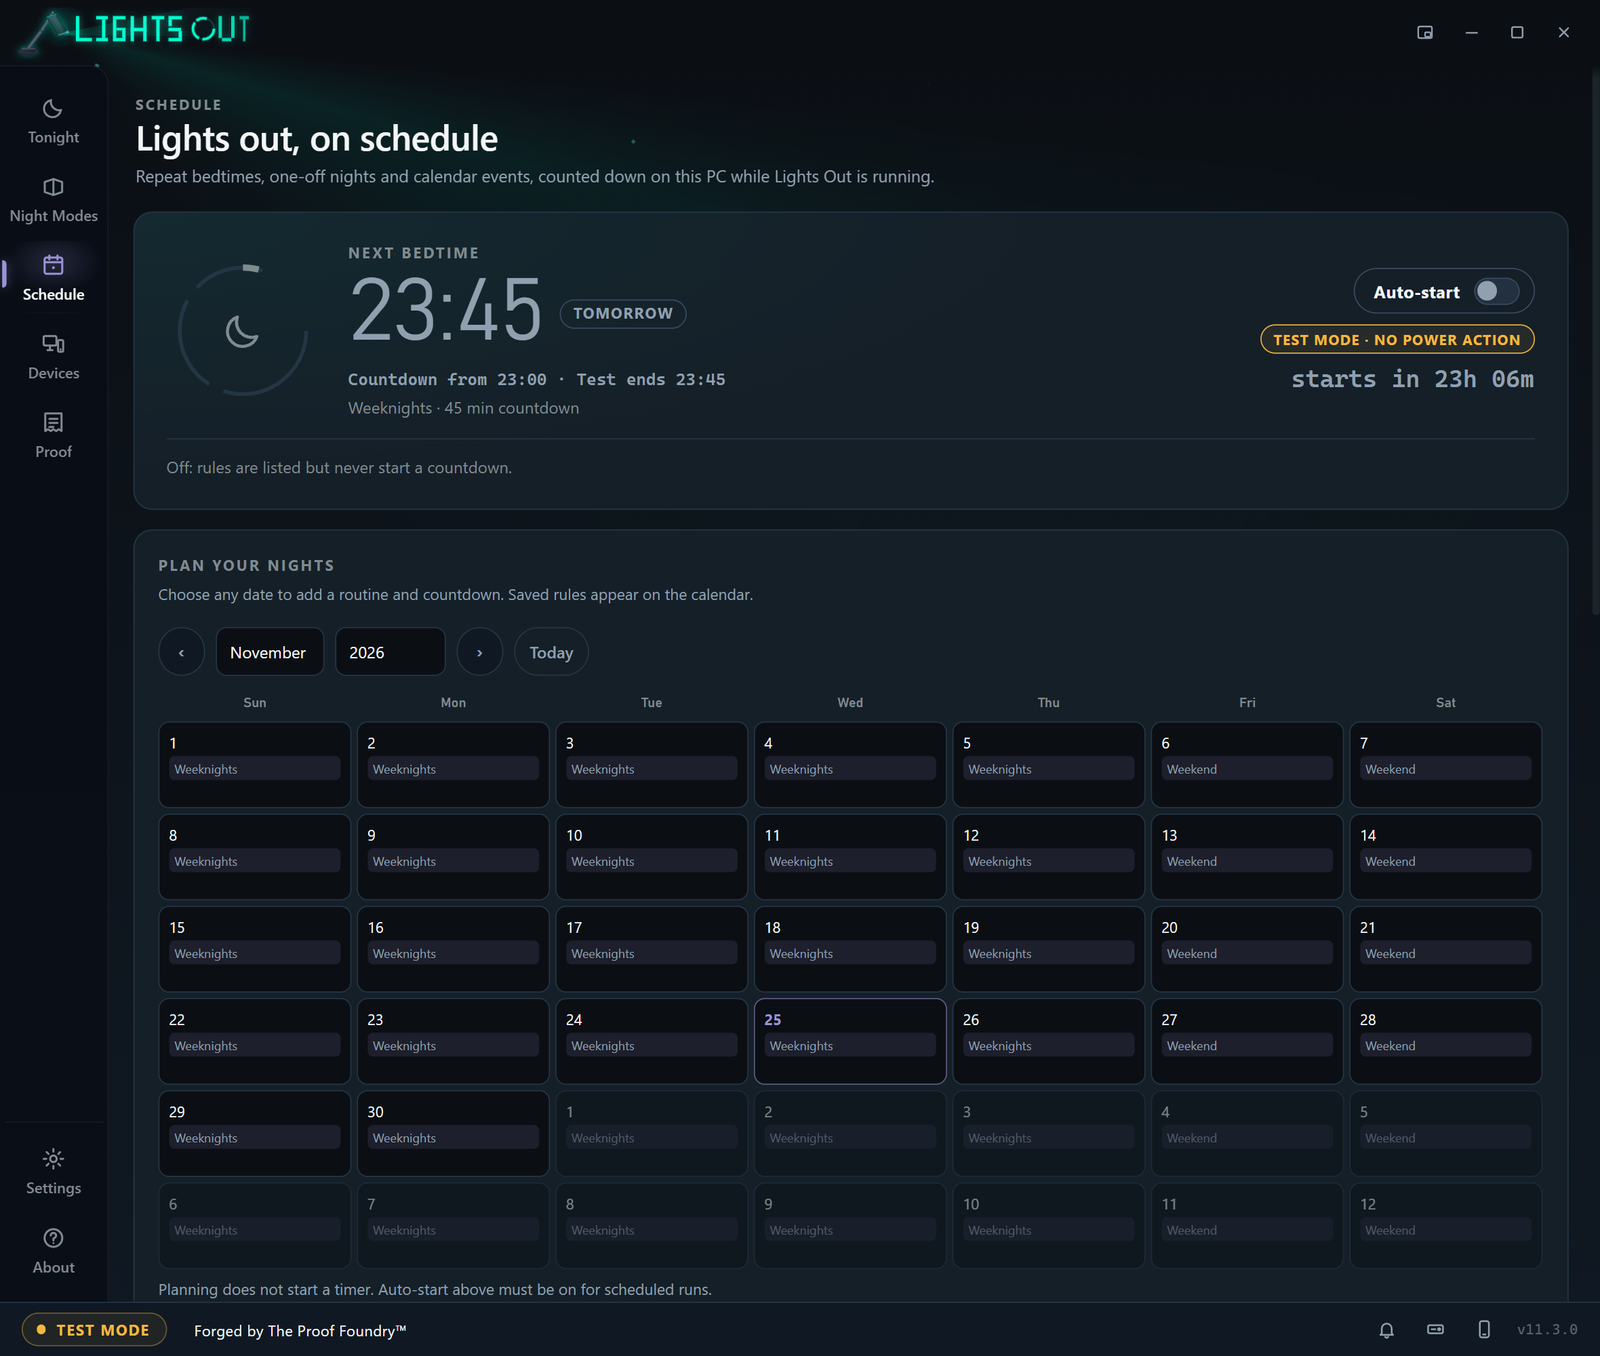 LIGHTS OUT
Tonight
Night Modes
Schedule
Devices
Proof
Settings
About
SCHEDULE
Lights out, on schedule
Repeat bedtimes, one-off nights and calendar events, counted down on this PC while Lights Out is running.
NEXT BEDTIME
23:45 TOMORROW
Countdown from 23:00 · Test ends 23:45
Weeknights · 45 min countdown
Auto-start
TEST MODE · NO POWER ACTION
starts in 23h 06m
Off: rules are listed but never start a countdown.
PLAN YOUR NIGHTS
Choose any date to add a routine and countdown. Saved rules appear on the calendar.
‹ November 2026 › Today
Sun Mon Tue Wed Thu Fri Sat
1 2 3 4 5 6 7
Weeknights Weeknights Weeknights Weeknights Weeknights Weekend Weekend
8 9 10 11 12 13 14
Weeknights Weeknights Weeknights Weeknights Weeknights Weekend Weekend
15 16 17 18 19 20 21
Weeknights Weeknights Weeknights Weeknights Weeknights Weekend Weekend
22 23 24 25 26 27 28
Weeknights Weeknights Weeknights Weeknights Weeknights Weekend Weekend
29 30 1 2 3 4 5
Weeknights Weeknights Weeknights Weeknights Weeknights Weekend Weekend
6 7 8 9 10 11 12
Weeknights Weeknights Weeknights Weeknights Weeknights Weekend Weekend
Planning does not start a timer. Auto-start above must be on for scheduled runs.
TEST MODE
Forged by The Proof Foundry™
v11.3.0